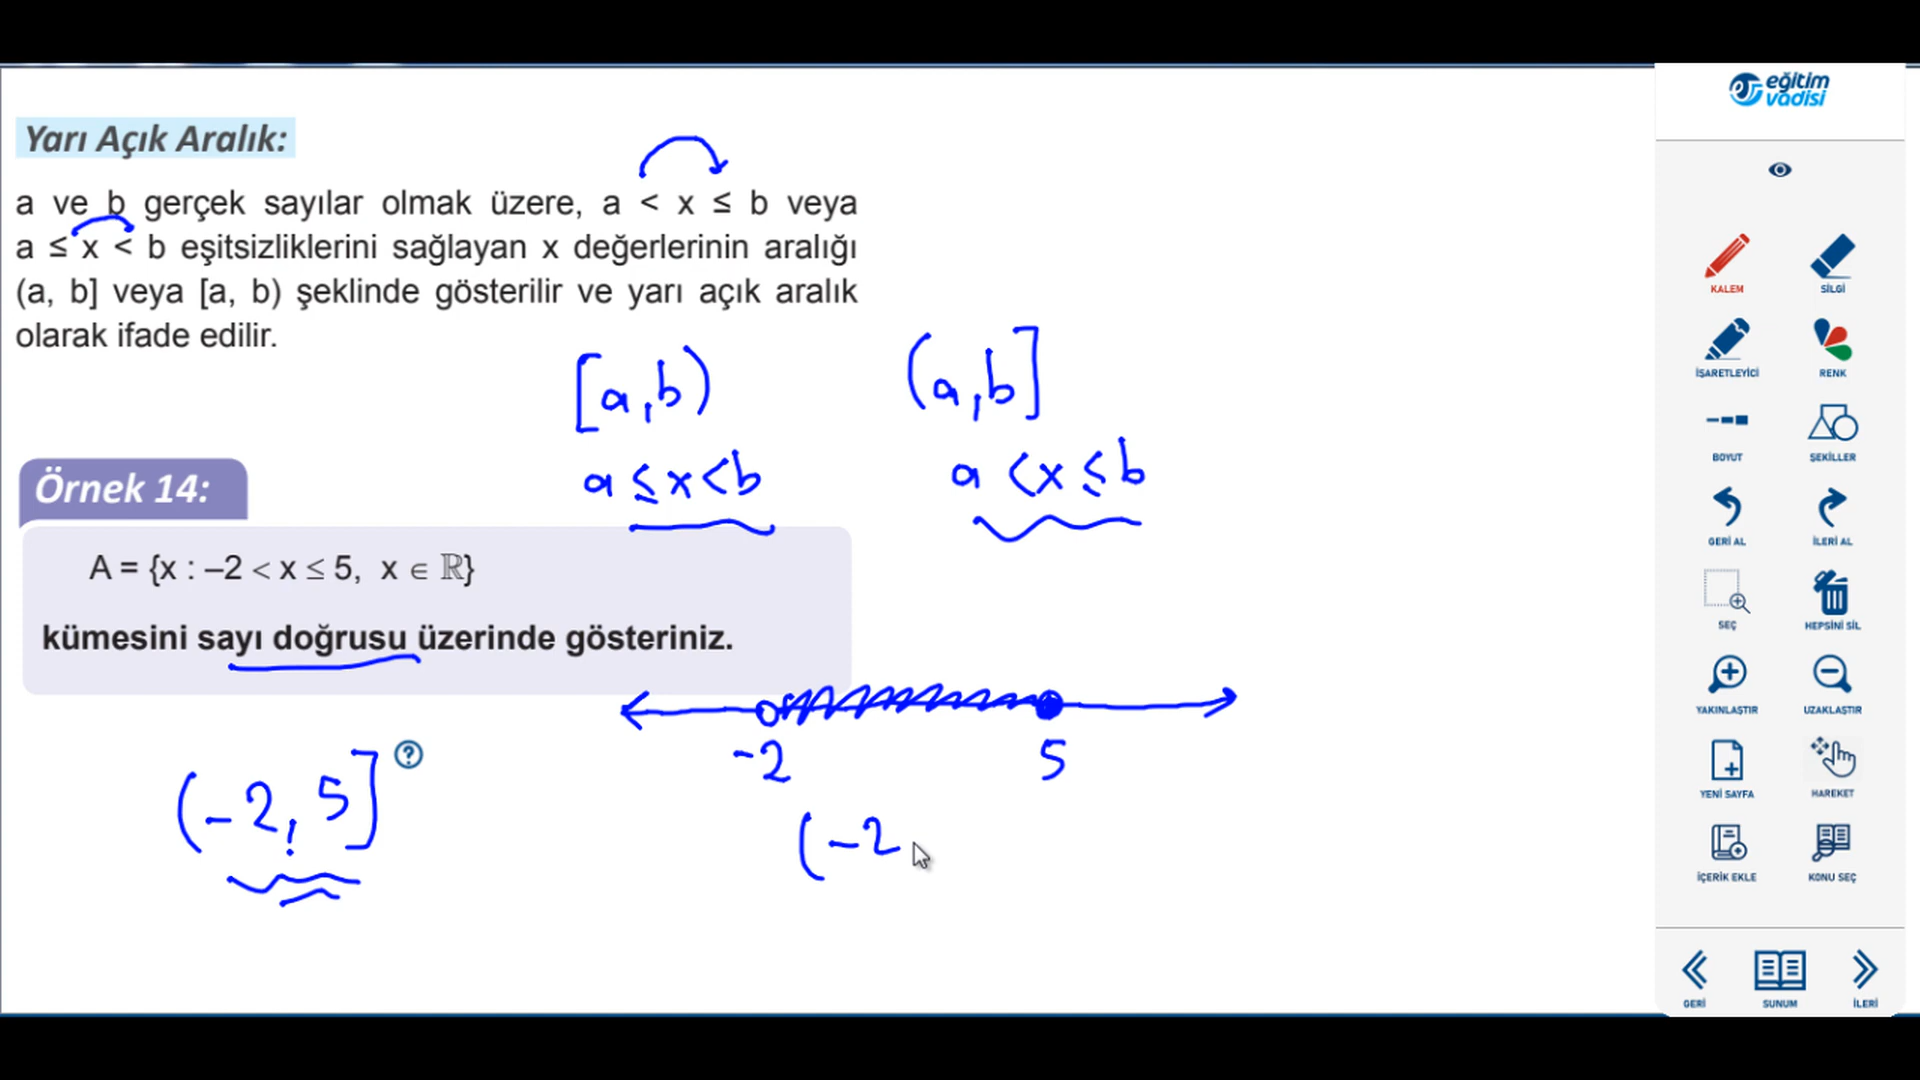 eğitim
vadisi
Yarı Açık Aralık:
a ve b gerçek sayılar olmak üzere, a < x ≤ b veya
a ≤ x < b eşitsizliklerini sağlayan x değerlerinin aralığı
(a, b] veya [a, b) şeklinde gösterilir ve yarı açık aralık
olarak ifade edilir.
[a,b) (a,b]
a ≤ x < b a < x ≤ b
Örnek 14:
A = {x : –2 < x ≤ 5, x ∈ ℝ}
kümesini sayı doğrusu üzerinde gösteriniz.
-2 5
(-2, 5]
?
(-2
KALEM SİLGİ
İŞARETLEYİCİ RENK
BOYUT ŞEKİLLER
GERİ AL İLERİ AL
SEÇ HEPSİNİ SİL
YAKINLAŞTIR UZAKLAŞTIR
YENİ SAYFA HAREKET
İÇERİK EKLE KONU SEÇ
GERİ SUNUM İLERİ